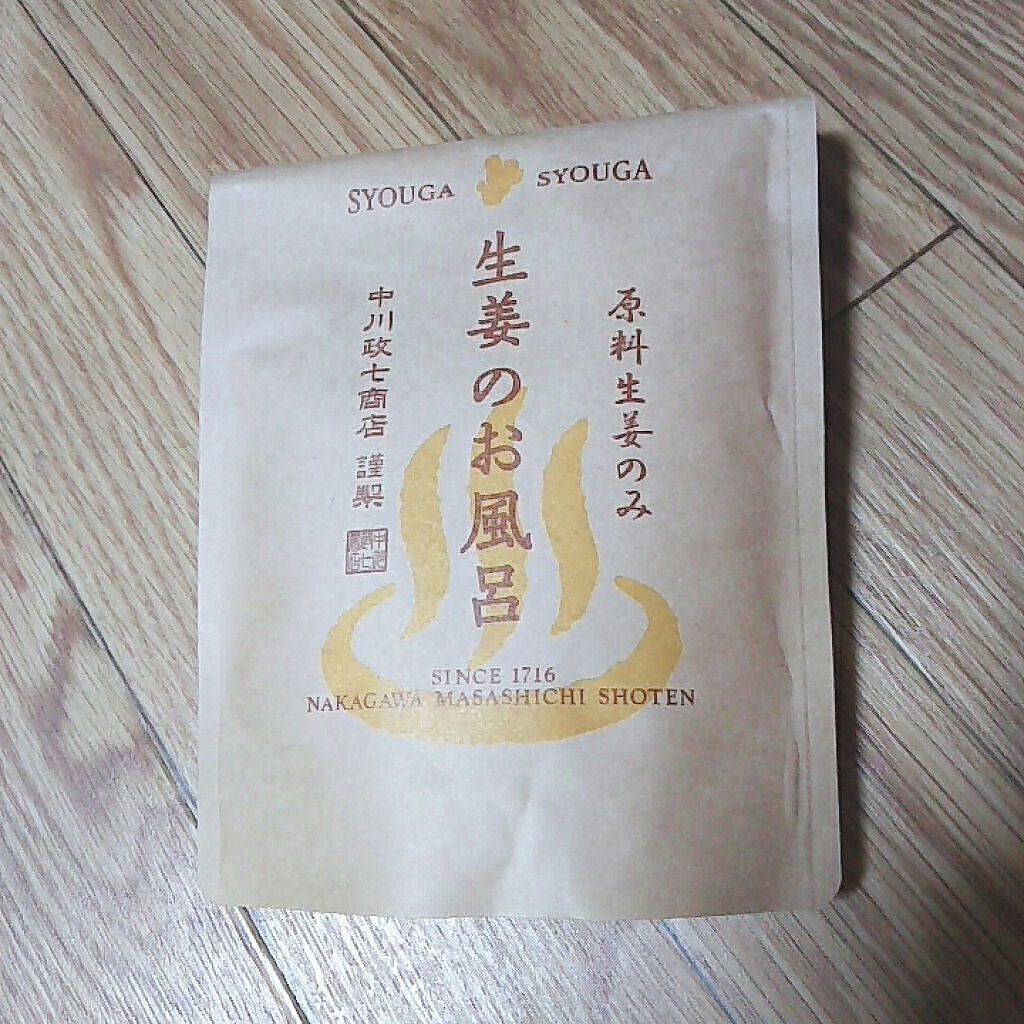 SYOUGA SYOUGA
原料生姜のみ
生姜のお風呂
中川政七商店 謹製
SINCE 1716
NAKAGAWA MASASHICHI SHOTEN